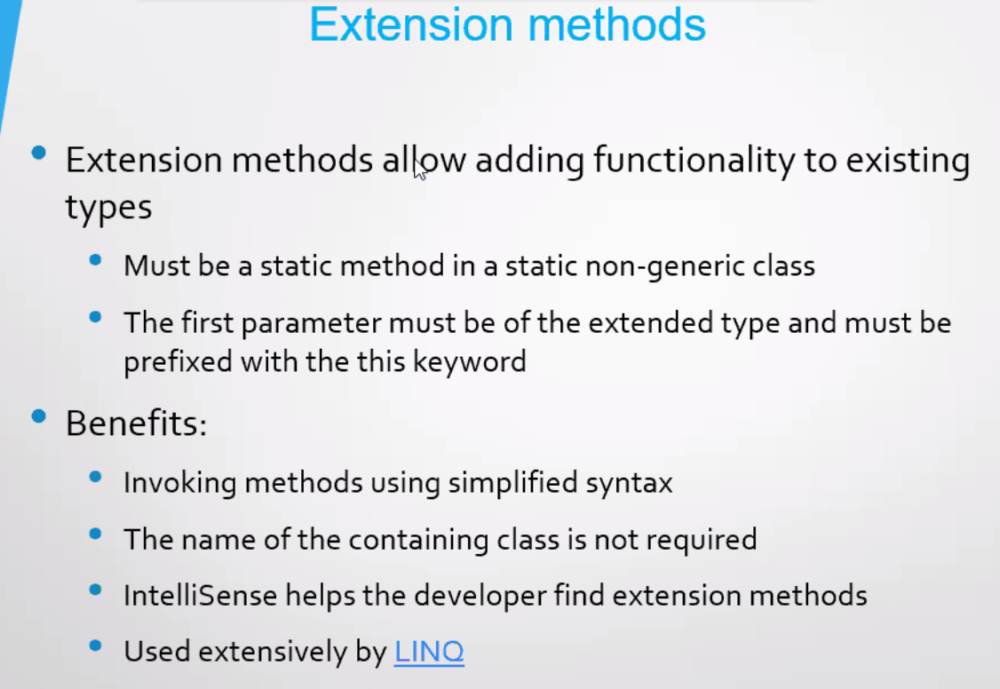 Extension methods
Extension methods allow adding functionality to existing
types
Must be a static method in a static non-generic class
The first parameter must be of the extended type and must be
prefixed with the this keyword
Benefits:
Invoking methods using simplified syntax
The name of the containing class is not required
IntelliSense helps the developer find extension methods
Used extensively by LINQ